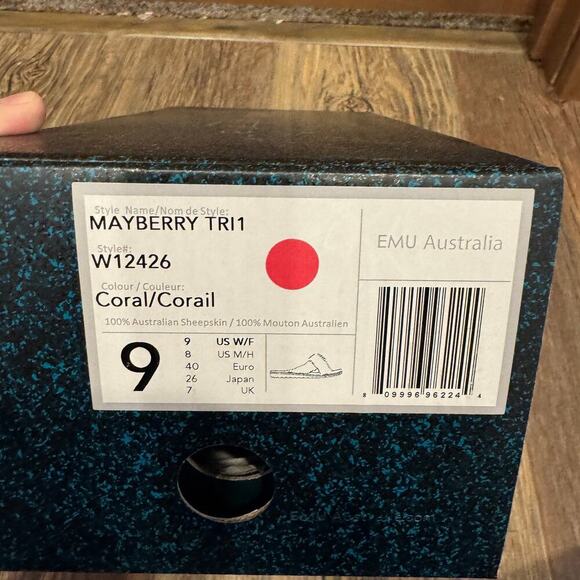 Style Name/Nom de Style:
MAYBERRY TRI1
Style#:
W12426
Colour / Couleur:
Coral/Corail
100% Australian Sheepskin / 100% Mouton Australien
9
9 US W/F
8 US M/H
40 Euro
26 Japan
7 UK
EMU Australia
8 09996 96224 4